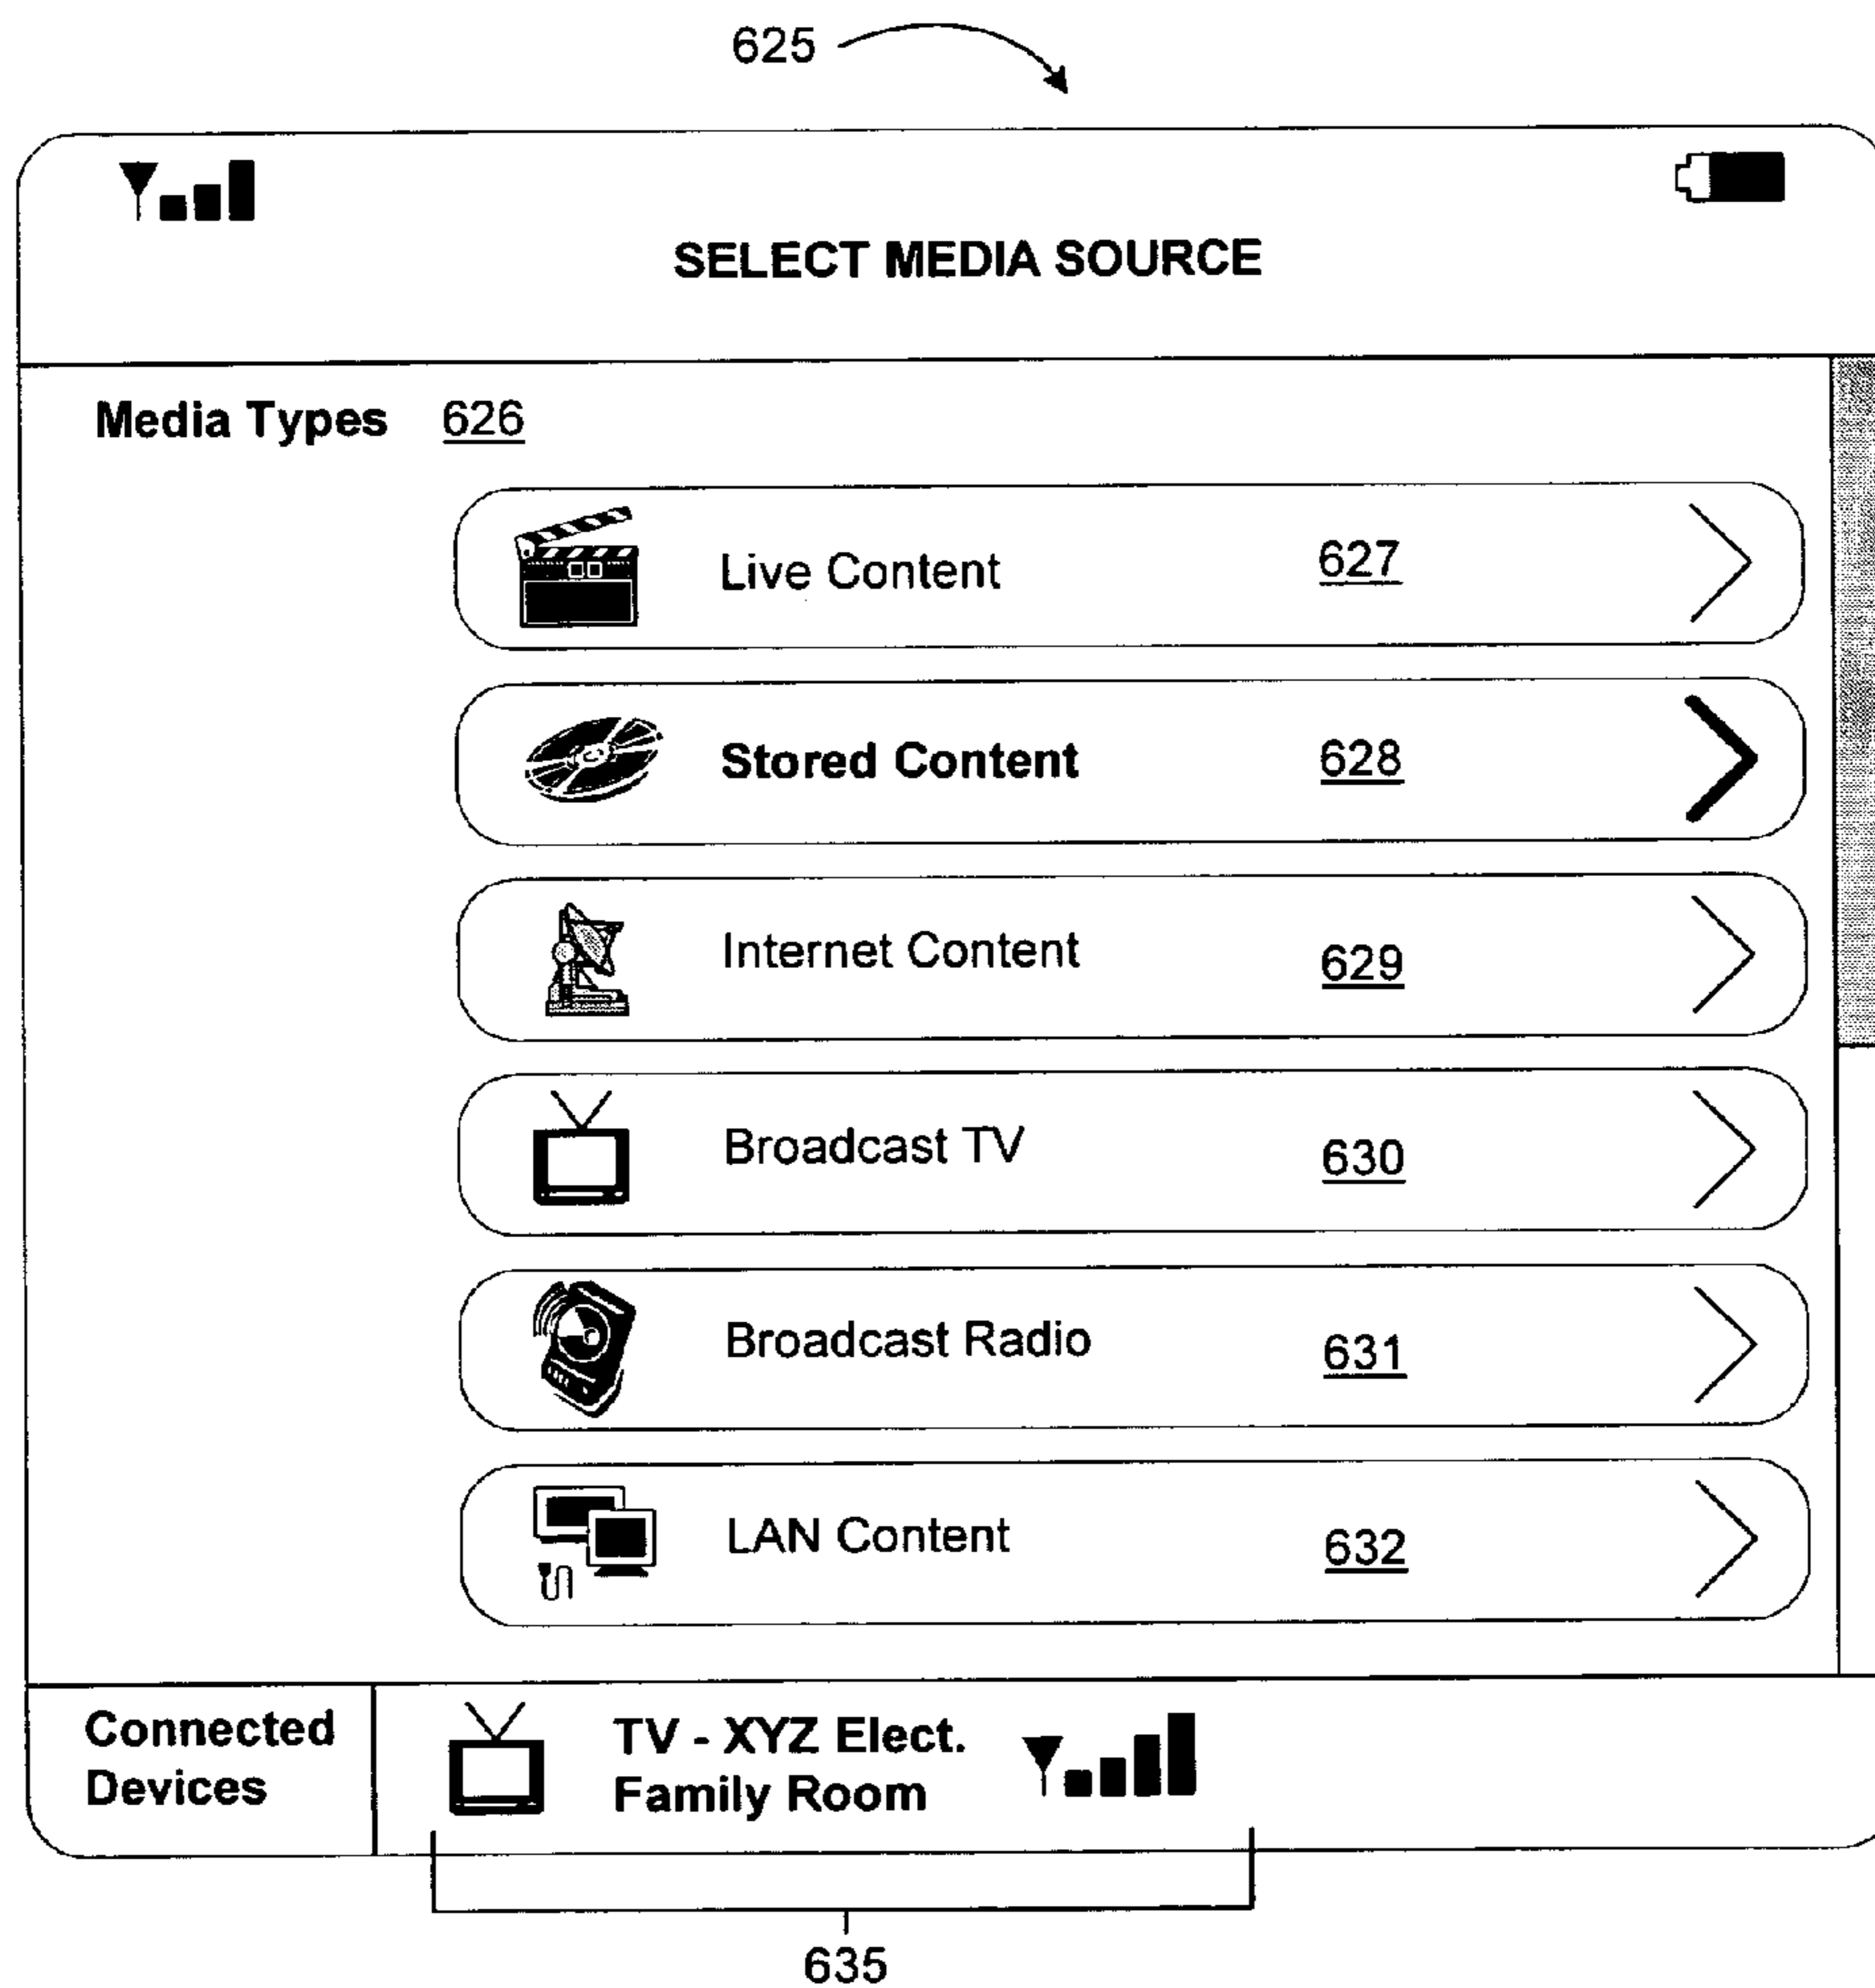 625
SELECT MEDIA SOURCE
Media Types 626
Live Content 627
Stored Content 628
Internet Content 629
Broadcast TV 630
Broadcast Radio 631
LAN Content 632
Connected
Devices
TV - XYZ Elect.
Family Room
635